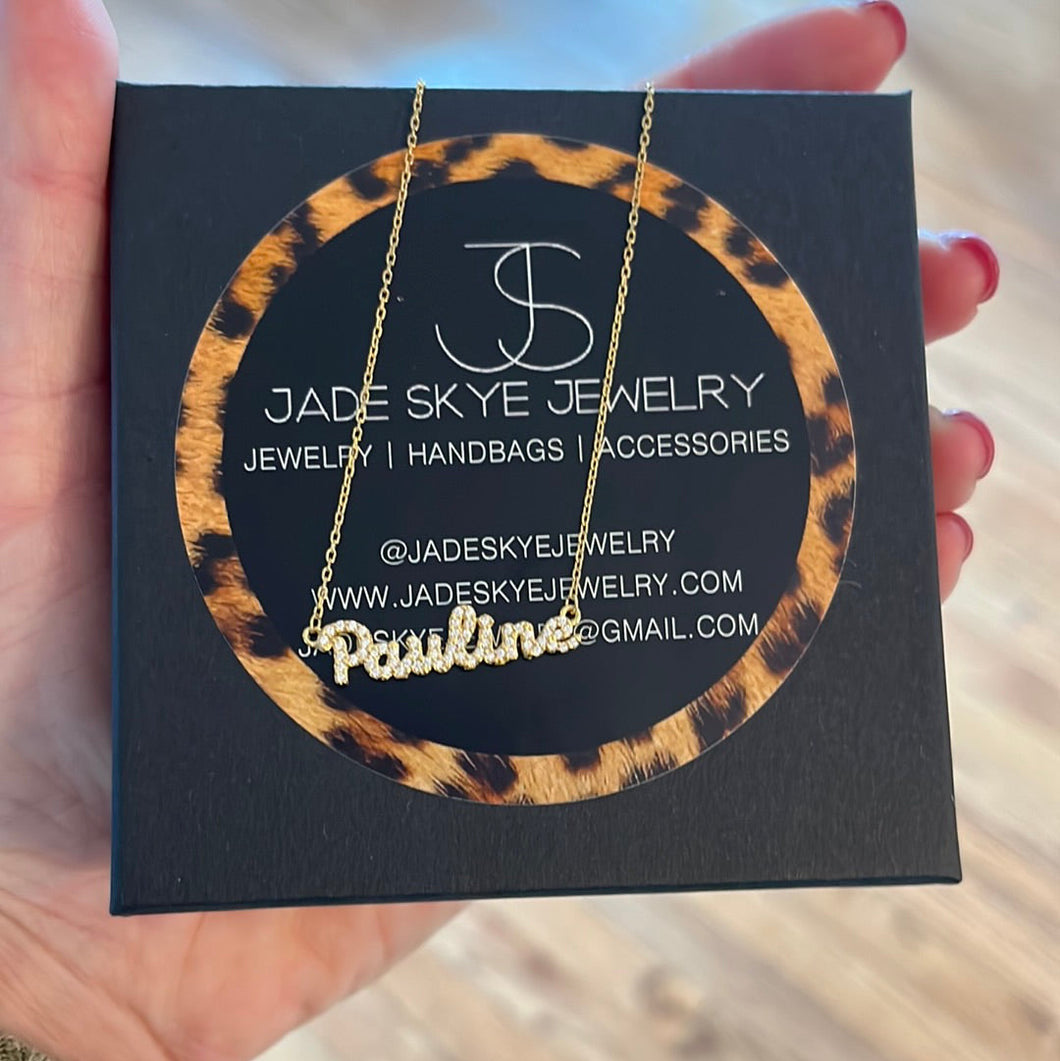 JS
JADE SKYE JEWELRY
JEWELRY | HANDBAGS | ACCESSORIES
@JADESKYEJEWELRY
WWW.JADESKYEJEWELRY.COM
@GMAIL.COM
Pauline